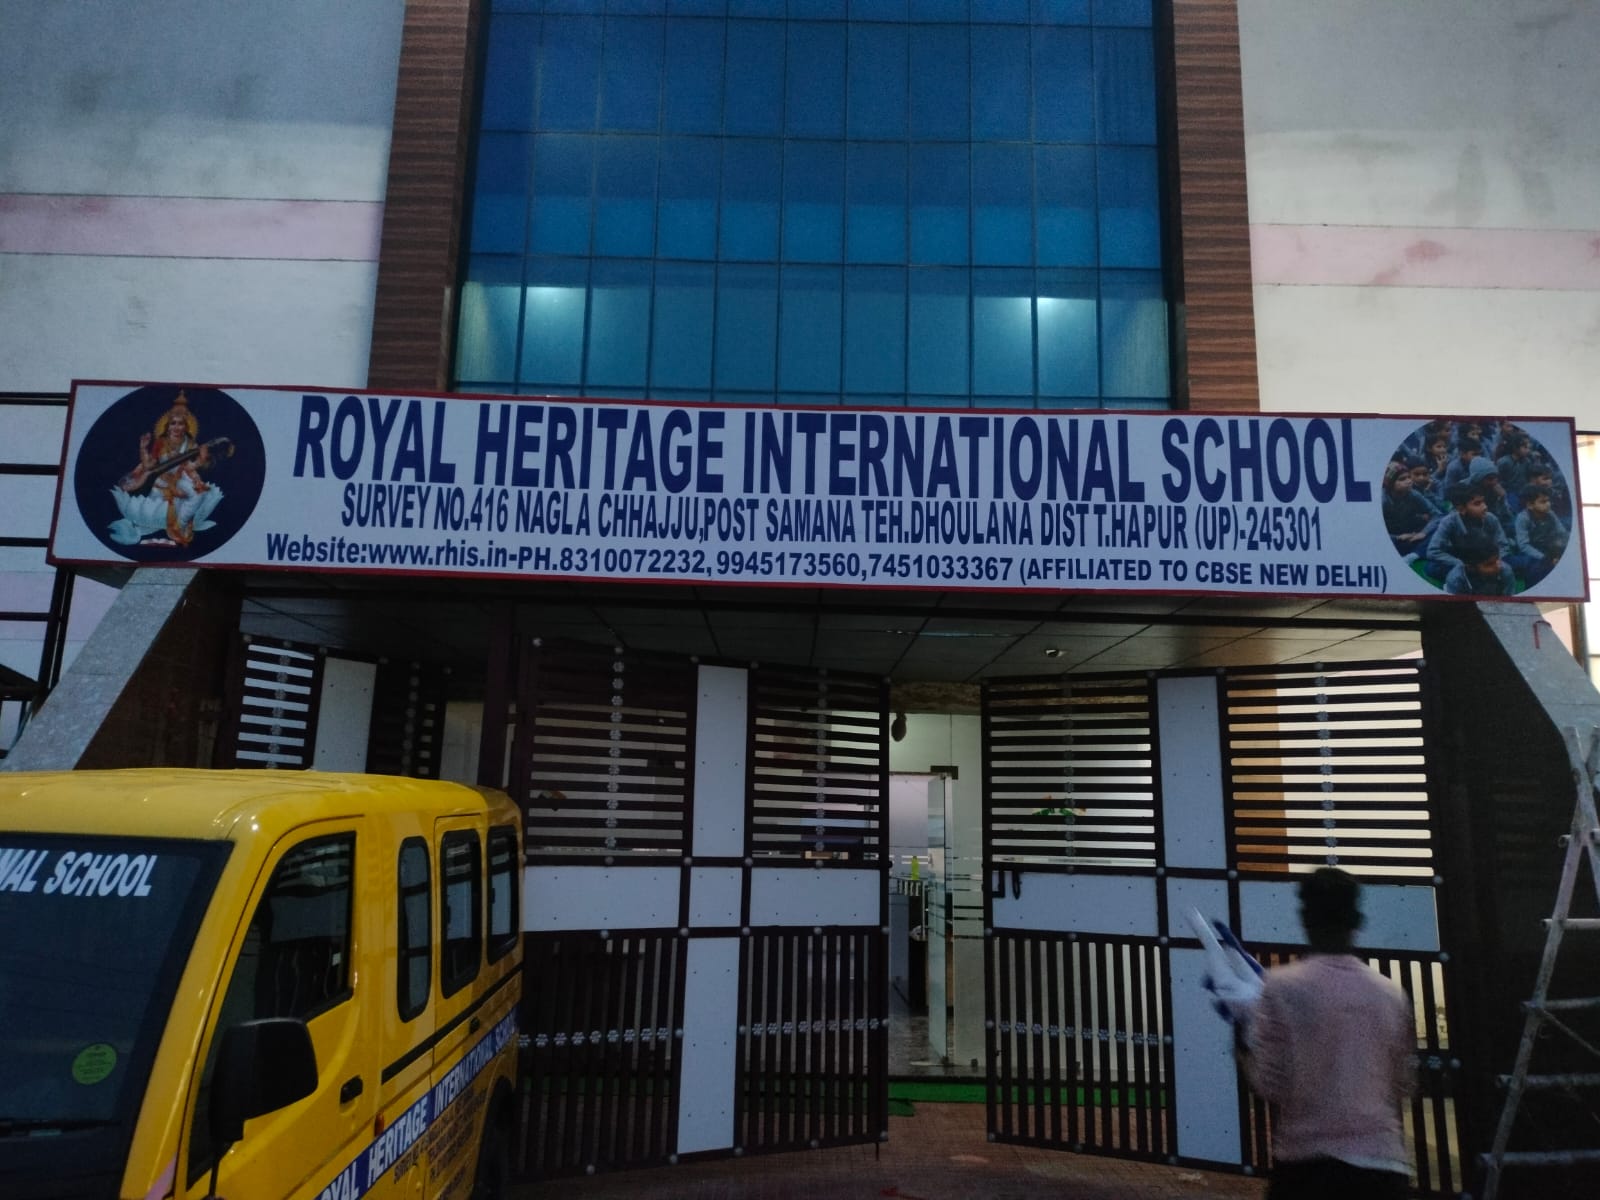 ROYAL HERITAGE INTERNATIONAL SCHOOL
SURVEY NO.416 NAGLA CHHAJJU,POST SAMANA TEH.DHOULANA DISTT.HAPUR (UP)-245301
Website:www.rhis.in-PH.8310072232, 9945173560,7451033367 (AFFILIATED TO CBSE NEW DELHI)
NAL SCHOOL
ROYAL HERITAGE INTERNATIONAL SCHOOL